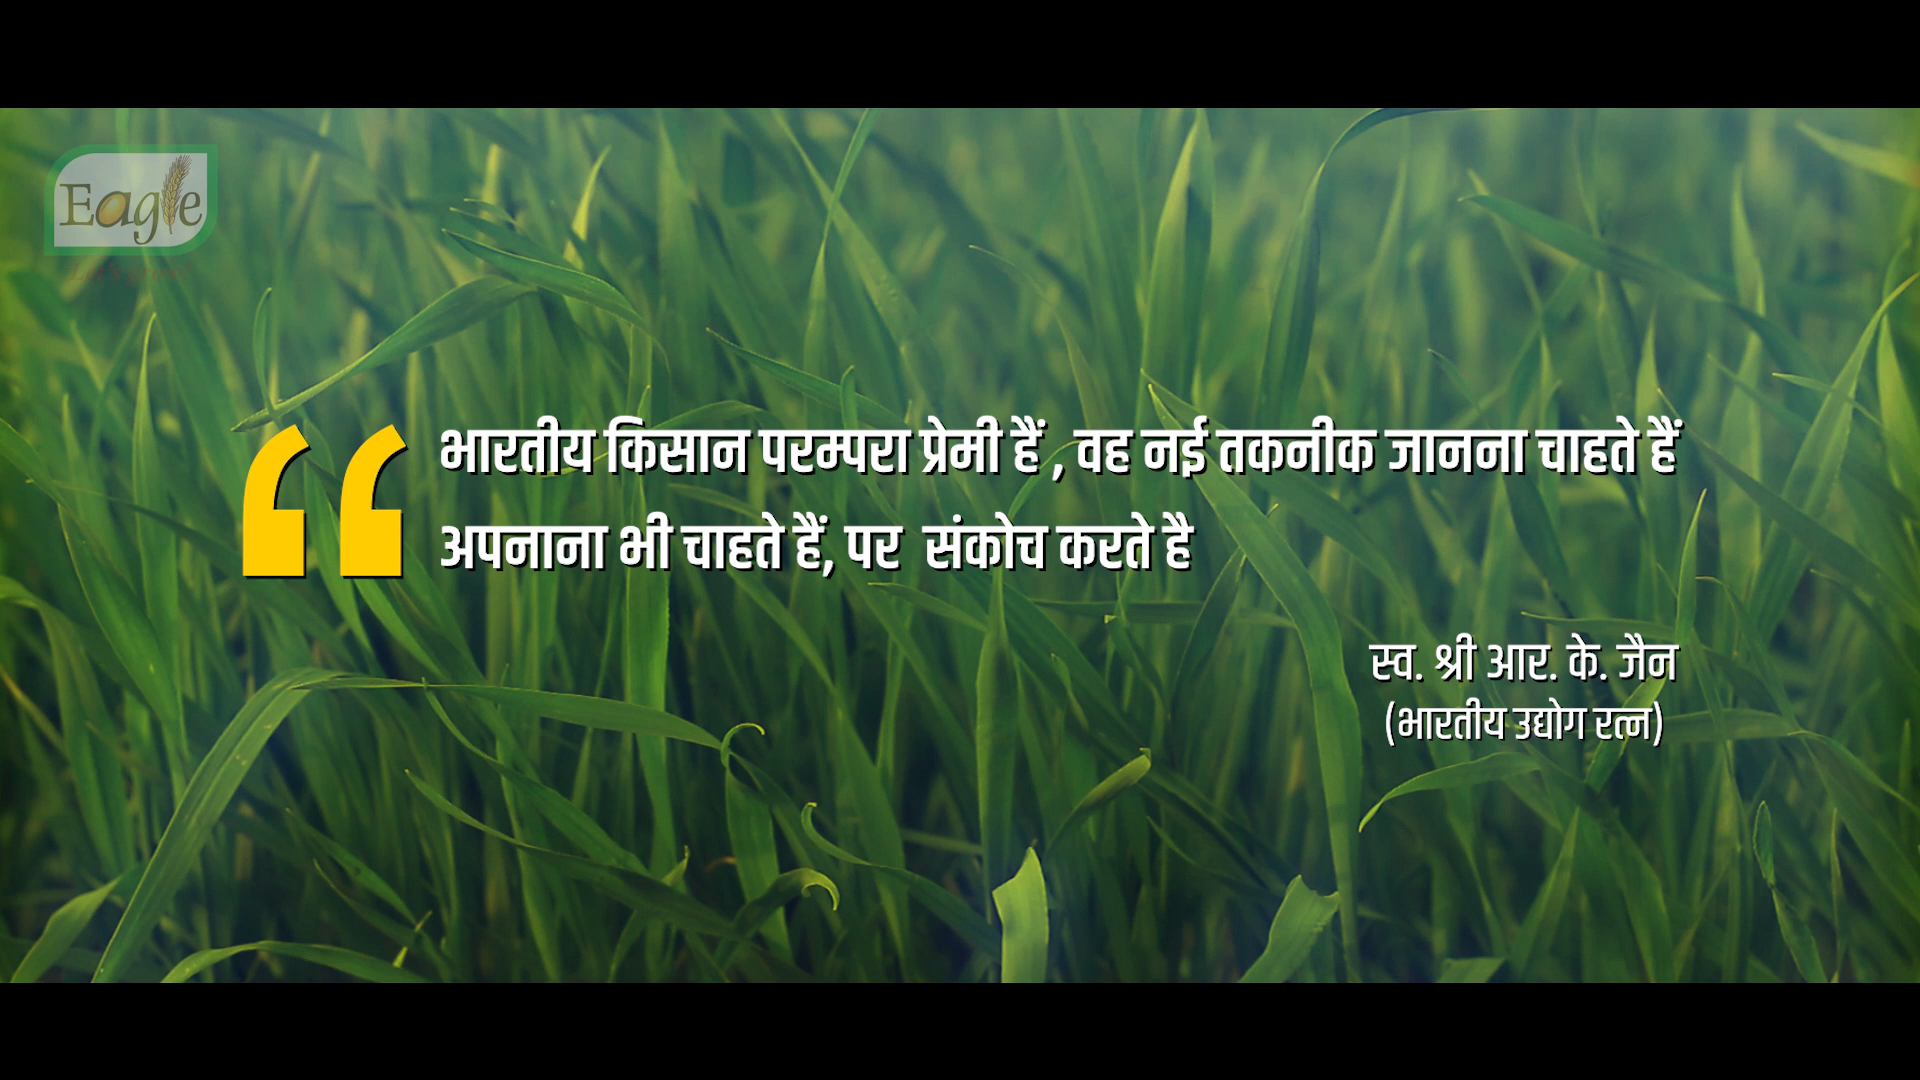 Eagle
भारतीय किसान परम्परा प्रेमी हैं , वह नई तकनीक जानना चाहते हैं
अपनाना भी चाहते हैं, पर  संकोच करते है
स्व. श्री आर. के. जैन
(भारतीय उद्योग रत्न)